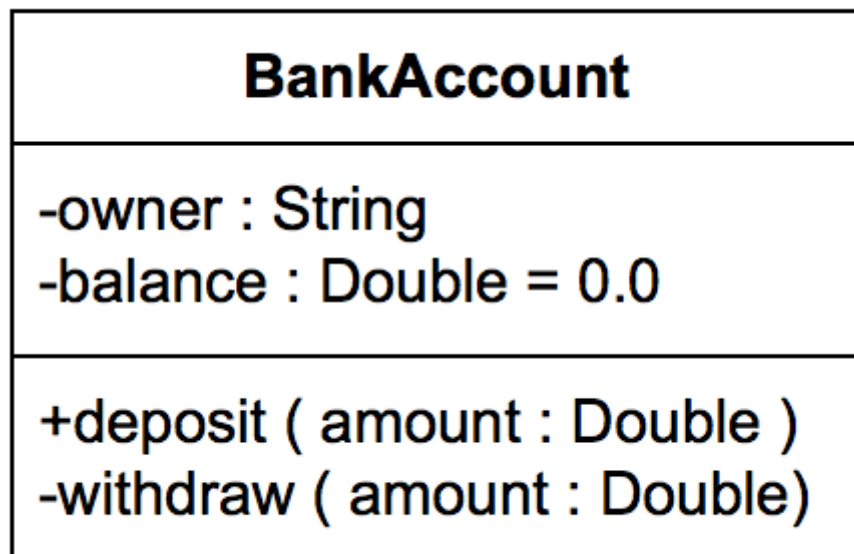 BankAccount
-owner : String
-balance : Double = 0.0
+deposit ( amount : Double )
-withdraw ( amount : Double)